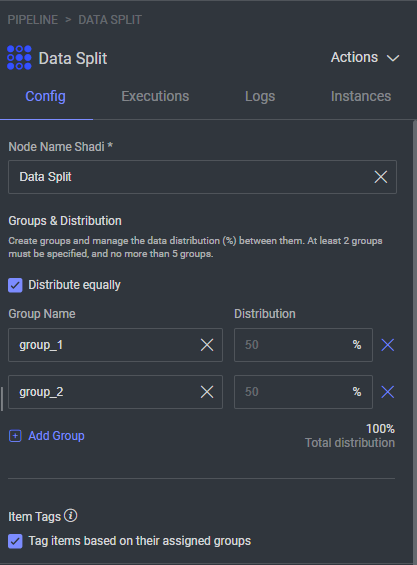 PIPELINE > DATA SPLIT
Data Split
Actions
Config Executions Logs Instances
Node Name Shadi *
Data Split
Groups & Distribution
Create groups and manage the data distribution (%) between them. At least 2 groups
must be specified, and no more than 5 groups.
Distribute equally
Group Name Distribution
group_1 50 %
group_2 50 %
Add Group 100%
Total distribution
Item Tags
Tag items based on their assigned groups